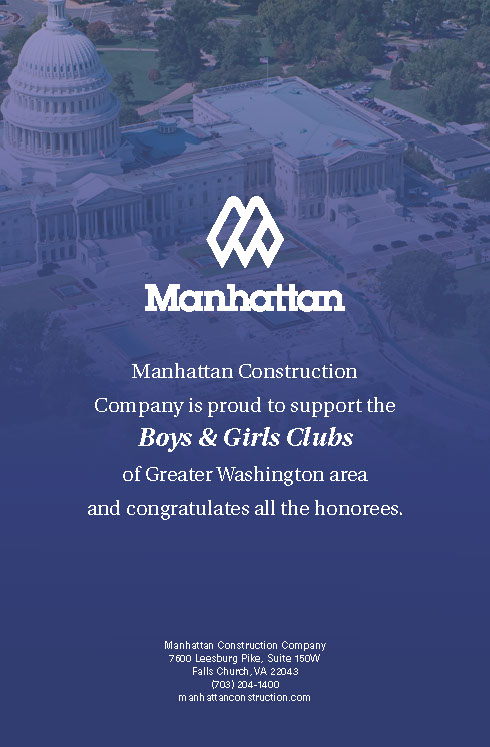 Manhattan
Manhattan Construction
Company is proud to support the
Boys & Girls Clubs
of Greater Washington area
and congratulates all the honorees.
Manhattan Construction Company
7600 Leesburg Pike, Suite 150W
Falls Church, VA 22043
(703) 204-1400
manhattanconstruction.com